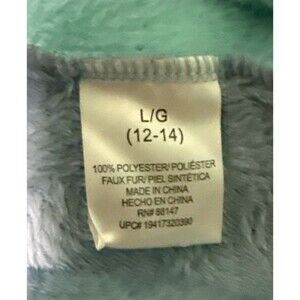 L/G
(12-14)
100% POLYESTER/POLIÉSTER
FAUX FUR/PIEL SINTÉTICA
MADE IN CHINA
HECHO EN CHINA
RN# 88147
UPC# 19417320390